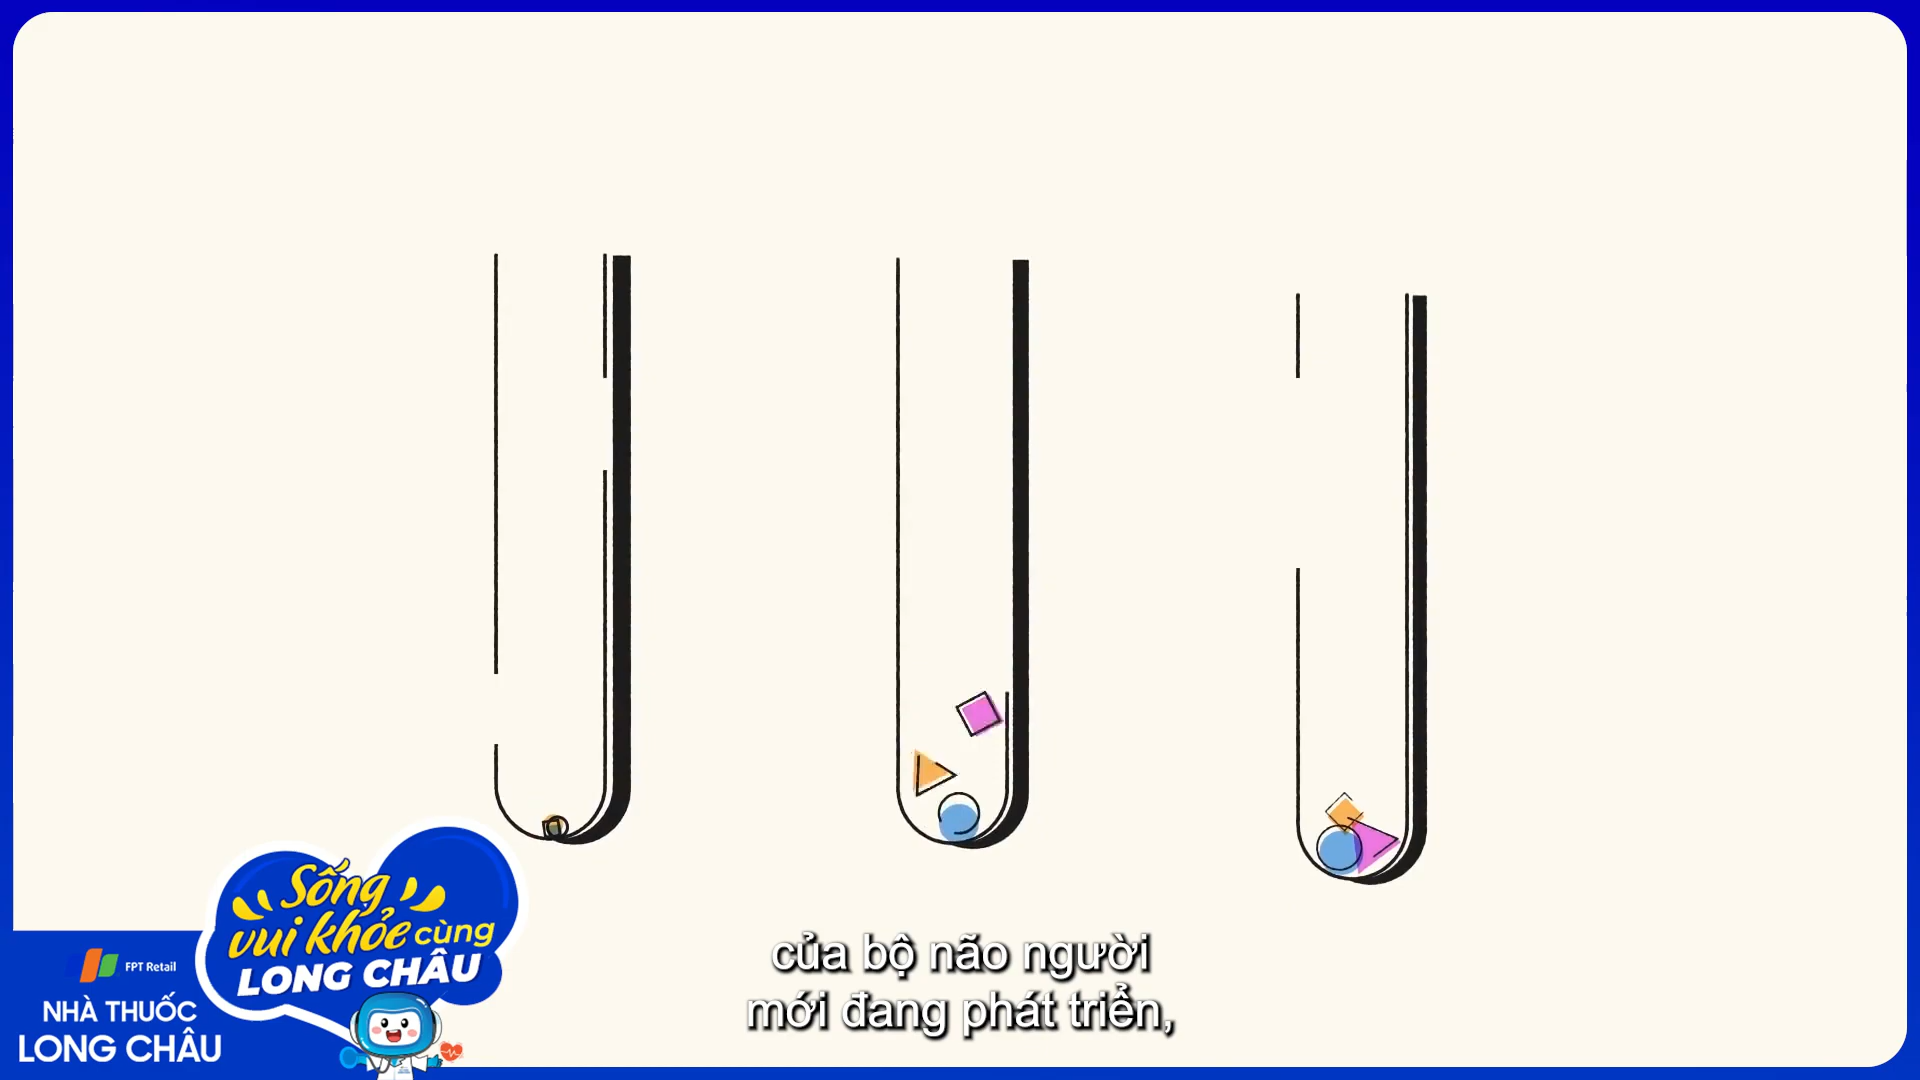 Sống
vui khỏe cùng
LONG CHÂU
FPT Retail
NHÀ THUỐC
LONG CHÂU
của bộ não người
mới đang phát triển,